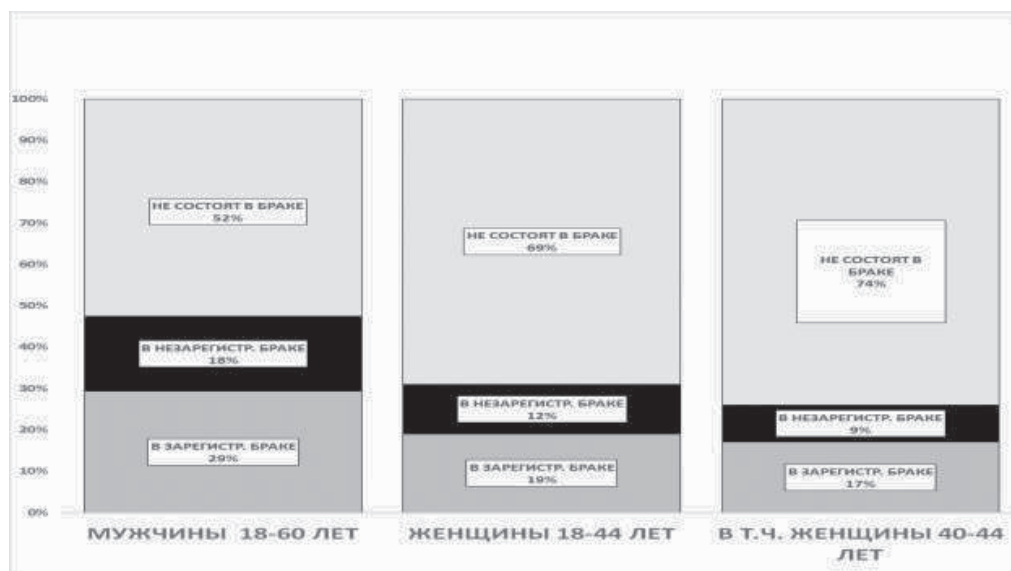 100%
90%
80%
70%
60%
50%
40%
30%
20%
10%
0%
НЕ СОСТОЯТ В БРАКЕ
52%
В НЕЗАРЕГИСТР. БРАКЕ
18%
В ЗАРЕГИСТР. БРАКЕ
29%
НЕ СОСТОЯТ В БРАКЕ
69%
В НЕЗАРЕГИСТР. БРАКЕ
12%
В ЗАРЕГИСТР. БРАКЕ
19%
НЕ СОСТОЯТ В
БРАКЕ
74%
В НЕЗАРЕГИСТР. БРАКЕ
9%
В ЗАРЕГИСТР. БРАКЕ
17%
МУЖЧИНЫ 18-60 ЛЕТ
ЖЕНЩИНЫ 18-44 ЛЕТ
В Т.Ч. ЖЕНЩИНЫ 40-44
ЛЕТ